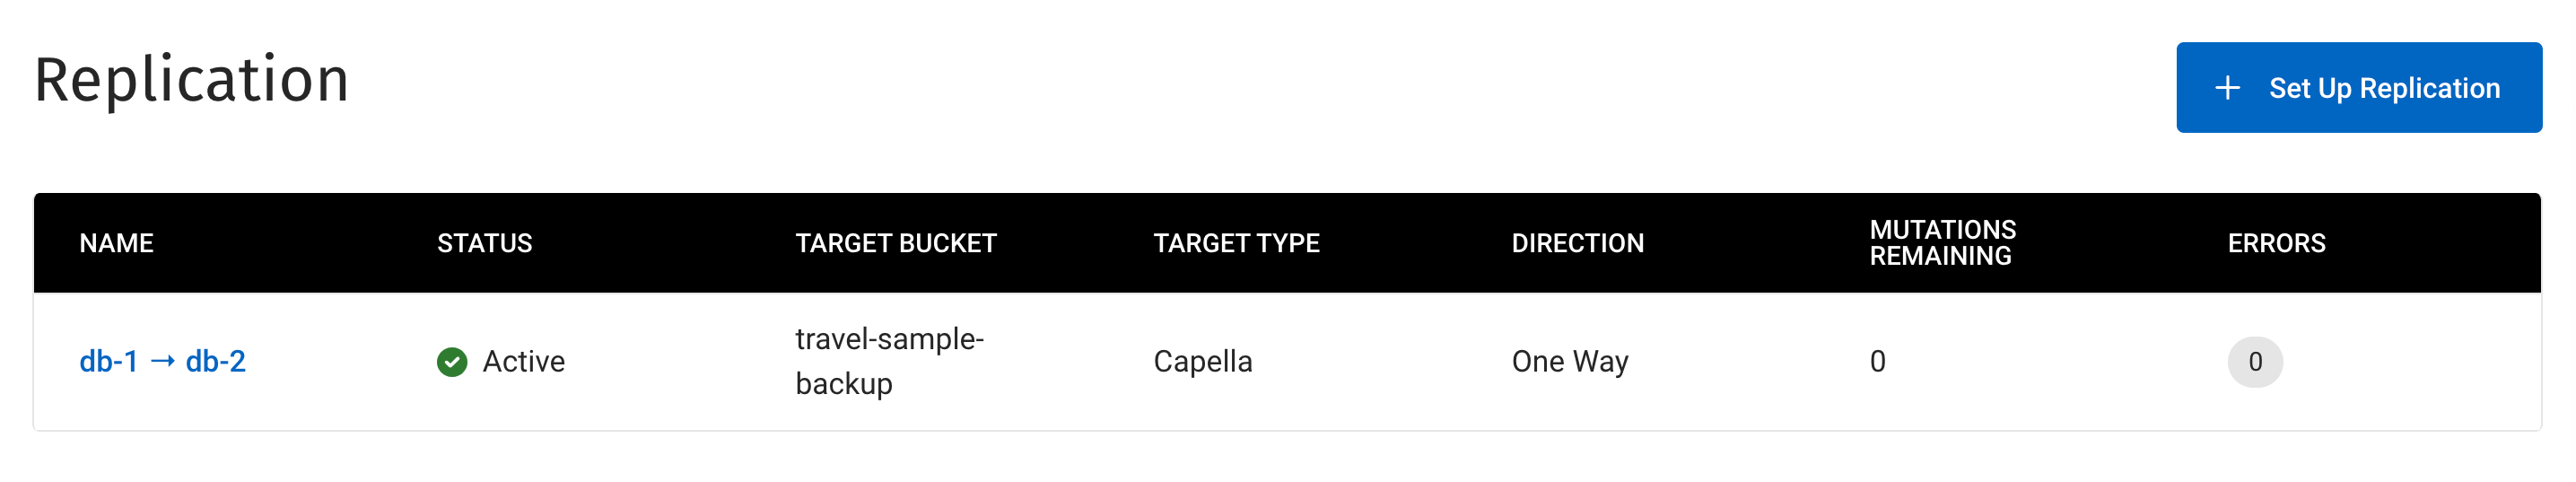 Replication
+ Set Up Replication
NAME STATUS TARGET BUCKET TARGET TYPE DIRECTION MUTATIONS REMAINING ERRORS
db-1 → db-2 Active travel-sample-backup Capella One Way 0 0